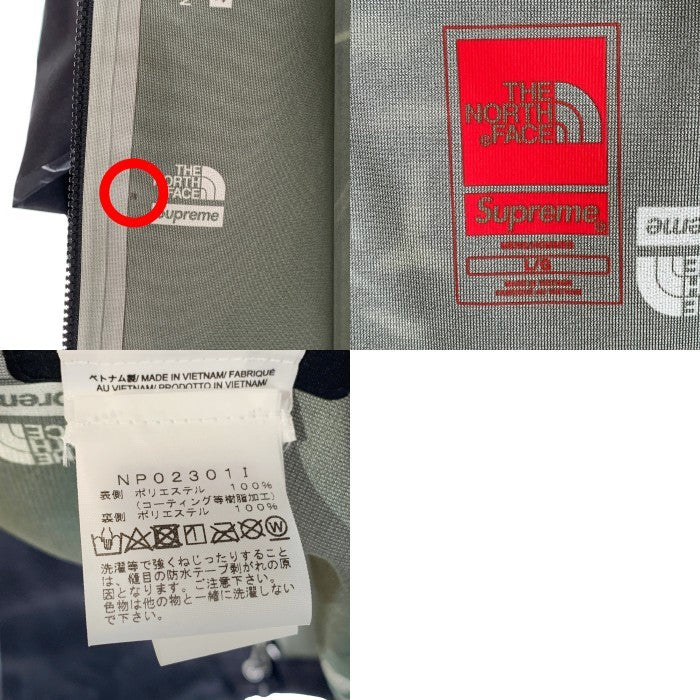 THE
NORTH
FACE
Supreme
THE
NORTH
FACE
Supreme
L/G
reme
THE
ベトナム製/ MADE IN VIETNAM/ FABRIQUÉ
AU VIETNAM/ PRODOTTO IN VIETNAM/
Suprem
THE
NP02301I
表側 ポリエステル 100%
(コーティング等樹脂加工)
裏側 ポリエステル 100%
洗濯等で強くねじったりすること
は、縫目の防水テープ剥がれの原
因となります。ご注意下さい。
色物は他の物と一緒に洗濯しない
で下さい。